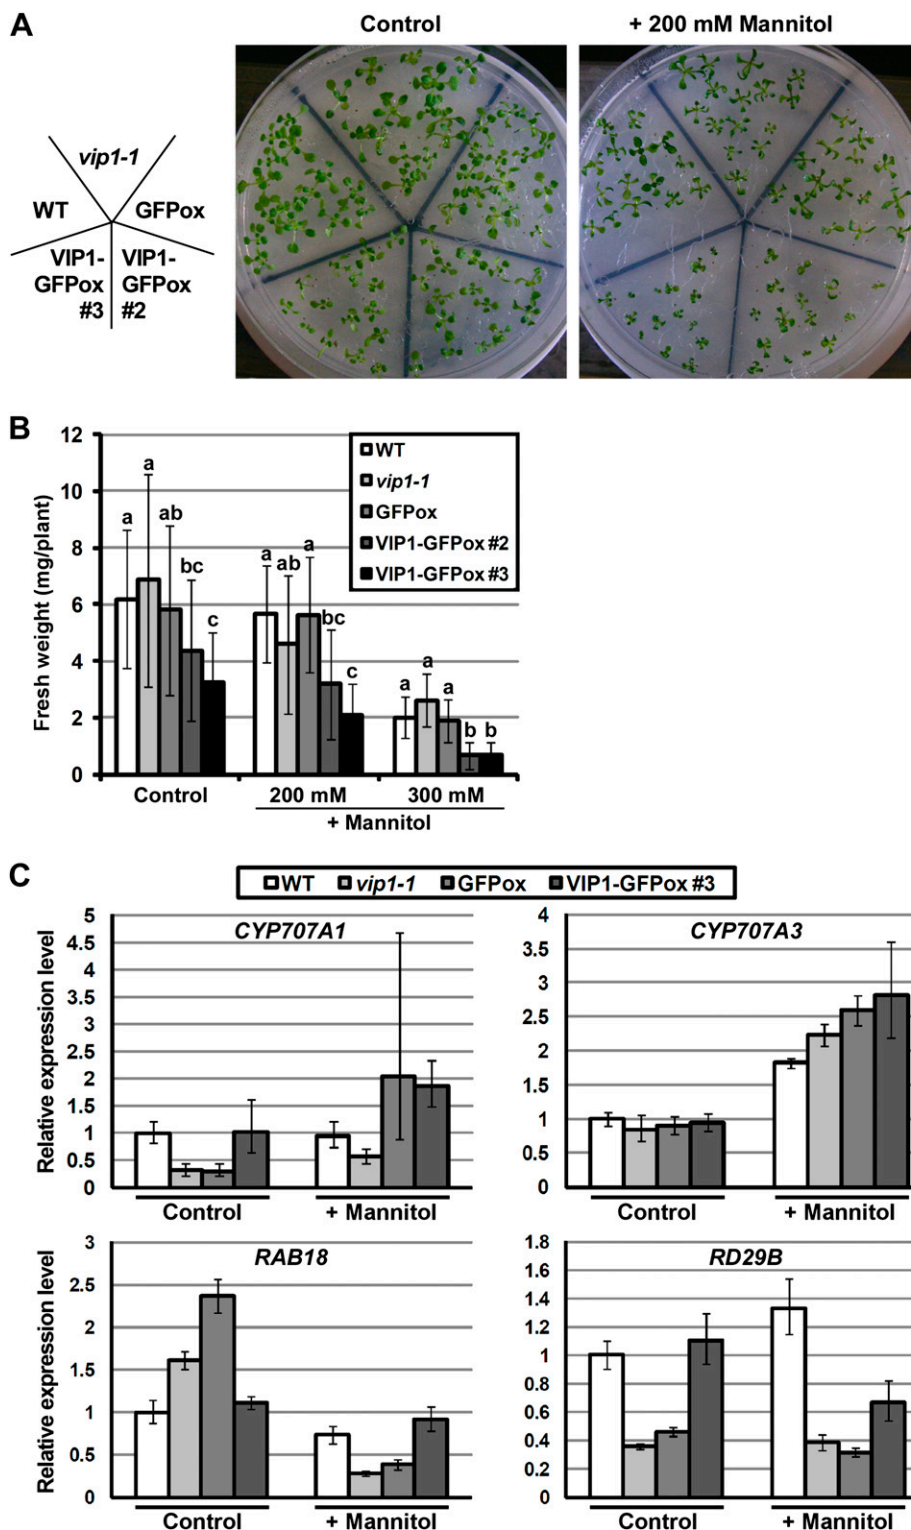 A
Control
+ 200 mM Mannitol
vip1-1
WT
GFPox
VIP1-GFPox #3
VIP1-GFPox #2
B
Fresh weight (mg/plant)
12
10
8
6
4
2
0
a a ab bc c
a ab a bc c
a a a b b
WT
vip1-1
GFPox
VIP1-GFPox #2
VIP1-GFPox #3
Control
200 mM
300 mM
+ Mannitol
C
WT vip1-1 GFPox VIP1-GFPox #3
CYP707A1
Relative expression level
5
4.5
4
3.5
3
2.5
2
1.5
1
0.5
0
Control
+ Mannitol
CYP707A3
4
3.5
3
2.5
2
1.5
1
0.5
0
Control
+ Mannitol
RAB18
Relative expression level
3
2.5
2
1.5
1
0.5
0
Control
+ Mannitol
RD29B
1.8
1.6
1.4
1.2
1
0.8
0.6
0.4
0.2
0
Control
+ Mannitol